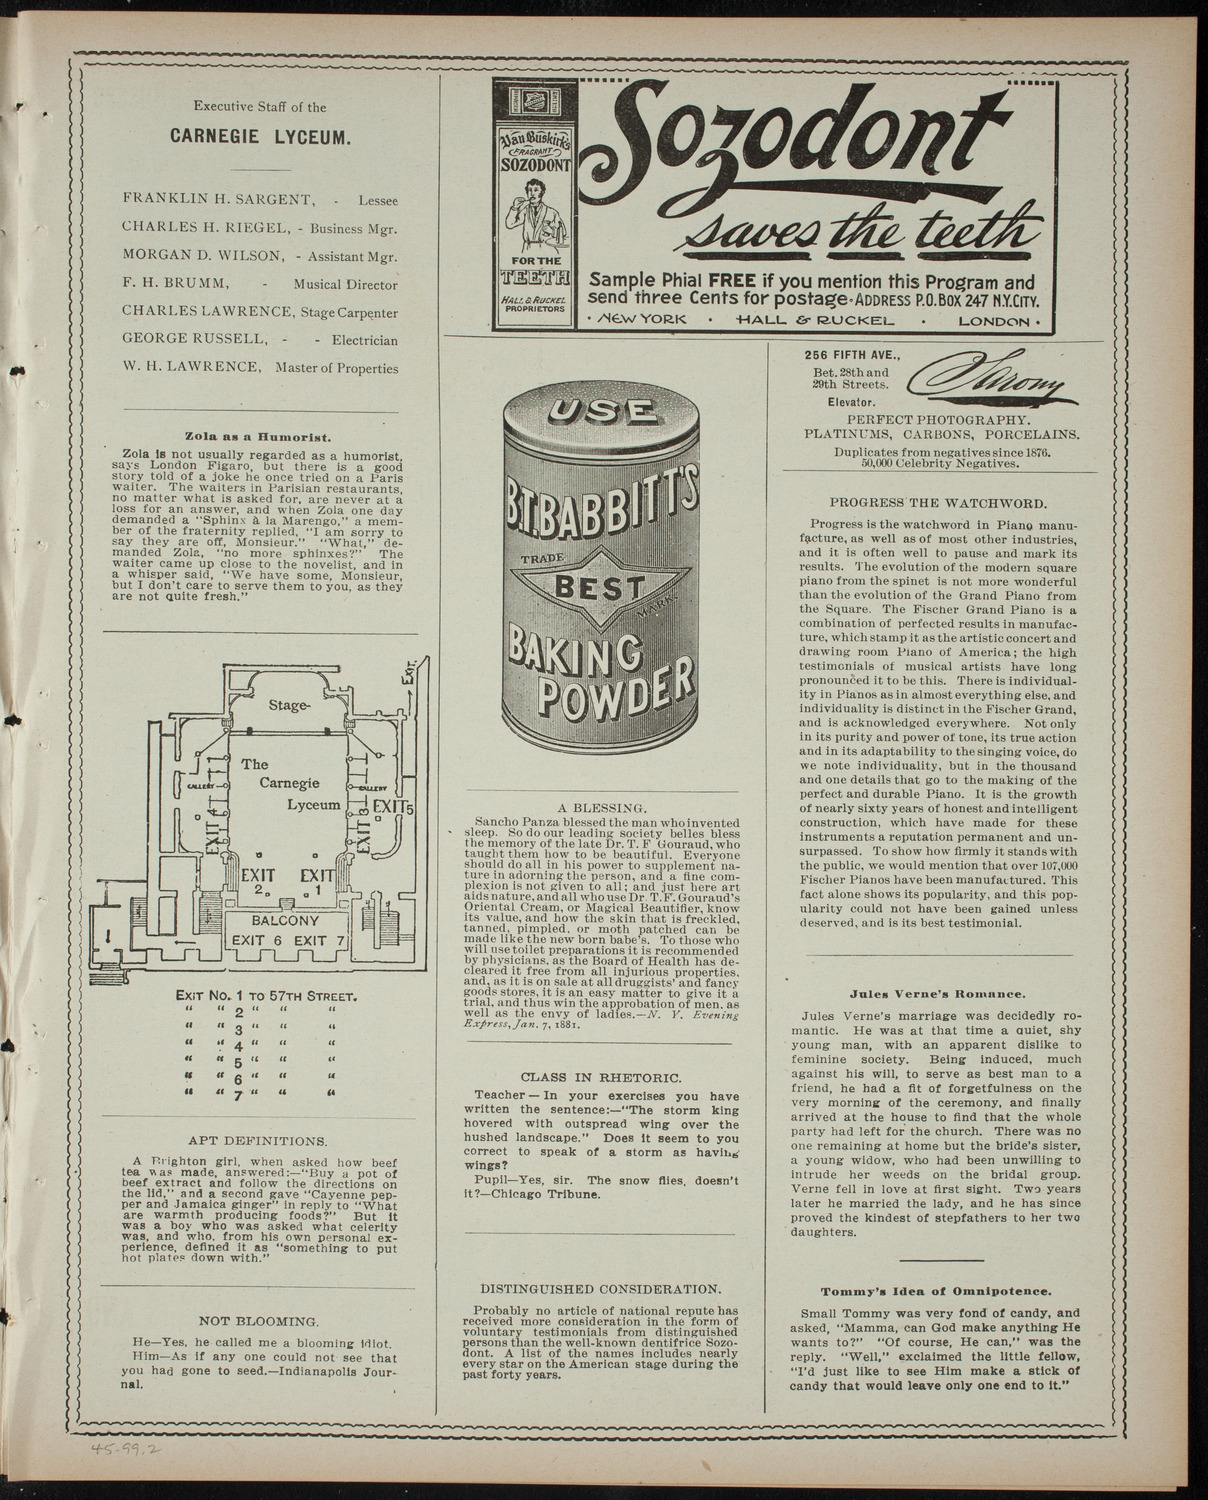 Executive Staff of the
CARNEGIE LYCEUM.
FRANKLIN H. SARGENT, - Lessee
CHARLES H. RIEGEL, - Business Mgr.
MORGAN D. WILSON, - Assistant Mgr.
F. H. BRUMM, - Musical Director
CHARLES LAWRENCE, Stage Carpenter
GEORGE RUSSELL, - - Electrician
W. H. LAWRENCE, Master of Properties
Zola as a Humorist.
Zola is not usually regarded as a humorist,
says London Figaro, but there is a good
story told of a joke he once tried on a Paris
waiter. The waiters in Parisian restaurants,
no matter what is asked for, are never at a
loss for an answer, and when Zola one day
demanded a "Sphinx à la Marengo," a mem-
ber of the fraternity replied, "I am sorry to
say they are off, Monsieur." "What," de-
manded Zola, "no more sphinxes?" The
waiter came up close to the novelist, and in
a whisper said, "We have some, Monsieur,
but I don't care to serve them to you, as they
are not quite fresh."
EXIT.
Stage-
The
Carnegie
Lyceum
GALLERY
GALLERY
EXIT 4
EXIT 3
EXIT 5
EXIT 2.
EXIT 1
BALCONY
EXIT 6 EXIT 7
EXIT NO. 1 TO 57TH STREET.
" " 2 " " "
" " 3 " " "
" " 4 " " "
" " 5 " " "
" " 6 " " "
" " 7 " " "
APT DEFINITIONS.
A Brighton girl, when asked how beef
tea was made, answered:—"Buy a pot of
beef extract and follow the directions on
the lid," and a second gave "Cayenne pep-
per and Jamaica ginger" in reply to "What
are warmth producing foods?" But it
was a boy who was asked what celerity
was, and who, from his own personal ex-
perience, defined it as "something to put
hot plates down with."
NOT BLOOMING.
He—Yes, he called me a blooming idiot.
Him—As if any one could not see that
you had gone to seed.—Indianapolis Jour-
nal.
Van Buskirk's
FRAGRANT
SOZODONT
FOR THE
TEETH
HALL & RUCKEL
PROPRIETORS
Sozodont
saves the teeth
Sample Phial FREE if you mention this Program and
send three Cents for postage • ADDRESS P.O. BOX 247 N.Y. CITY.
• NEW YORK • HALL & RUCKEL • LONDON •
USE
B.T. BABBITT'S
TRADE
BEST
MARK
BAKING
POWDER
A BLESSING.
Sancho Panza blessed the man who invented
sleep. So do our leading society belles bless
the memory of the late Dr. T. F Gouraud, who
taught them how to be beautiful. Everyone
should do all in his power to supplement na-
ture in adorning the person, and a fine com-
plexion is not given to all; and just here art
aids nature, and all who use Dr. T. F. Gouraud's
Oriental Cream, or Magical Beautifier, know
its value, and how the skin that is freckled,
tanned, pimpled, or moth patched can be
made like the new born babe's. To those who
will use toilet preparations it is recommended
by physicians, as the Board of Health has de-
cleared it free from all injurious properties,
and, as it is on sale at all druggists' and fancy
goods stores, it is an easy matter to give it a
trial, and thus win the approbation of men, as
well as the envy of ladies.—N. Y. Evening
Express, Jan. 7, 1881.
CLASS IN RHETORIC.
Teacher — In your exercises you have
written the sentence:—"The storm king
hovered with outspread wing over the
hushed landscape." Does it seem to you
correct to speak of a storm as having
wings?
Pupil—Yes, sir. The snow flies, doesn't
it?—Chicago Tribune.
DISTINGUISHED CONSIDERATION.
Probably no article of national repute has
received more consideration in the form of
voluntary testimonials from distinguished
persons than the well-known dentifrice Sozo-
dont. A list of the names includes nearly
every star on the American stage during the
past forty years.
256 FIFTH AVE.,
Bet. 28th and
29th Streets.
Elevator.
Sarony
PERFECT PHOTOGRAPHY.
PLATINUMS, CARBONS, PORCELAINS.
Duplicates from negatives since 1876.
50,000 Celebrity Negatives.
PROGRESS THE WATCHWORD.
Progress is the watchword in Piano manu-
facture, as well as of most other industries,
and it is often well to pause and mark its
results. The evolution of the modern square
piano from the spinet is not more wonderful
than the evolution of the Grand Piano from
the Square. The Fischer Grand Piano is a
combination of perfected results in manufac-
ture, which stamp it as the artistic concert and
drawing room Piano of America; the high
testimonials of musical artists have long
pronounced it to be this. There is individual-
ity in Pianos as in almost everything else, and
individuality is distinct in the Fischer Grand,
and is acknowledged everywhere. Not only
in its purity and power of tone, its true action
and in its adaptability to the singing voice, do
we note individuality, but in the thousand
and one details that go to the making of the
perfect and durable Piano. It is the growth
of nearly sixty years of honest and intelligent
construction, which have made for these
instruments a reputation permanent and un-
surpassed. To show how firmly it stands with
the public, we would mention that over 107,000
Fischer Pianos have been manufactured. This
fact alone shows its popularity, and this pop-
ularity could not have been gained unless
deserved, and is its best testimonial.
Jules Verne's Romance.
Jules Verne's marriage was decidedly ro-
mantic. He was at that time a quiet, shy
young man, with an apparent dislike to
feminine society. Being induced, much
against his will, to serve as best man to a
friend, he had a fit of forgetfulness on the
very morning of the ceremony, and finally
arrived at the house to find that the whole
party had left for the church. There was no
one remaining at home but the bride's sister,
a young widow, who had been unwilling to
intrude her weeds on the bridal group.
Verne fell in love at first sight. Two years
later he married the lady, and he has since
proved the kindest of stepfathers to her two
daughters.
Tommy's Idea of Omnipotence.
Small Tommy was very fond of candy, and
asked, "Mamma, can God make anything He
wants to?" "Of course, He can," was the
reply. "Well," exclaimed the little fellow,
"I'd just like to see Him make a stick of
candy that would leave only one end to it."
45-99.2